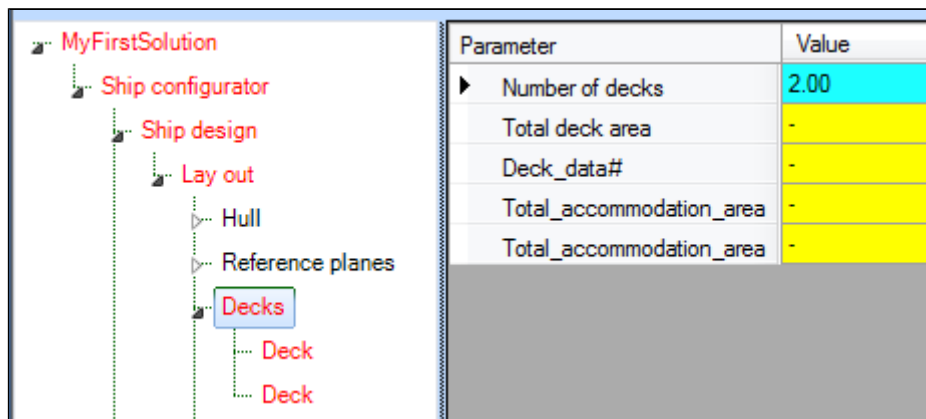 MyFirstSolution
Ship configurator
Ship design
Lay out
Hull
Reference planes
Decks
Deck
Deck
Parameter Value
Number of decks 2.00
Total deck area -
Deck_data# -
Total_accommodation_area -
Total_accommodation_area -